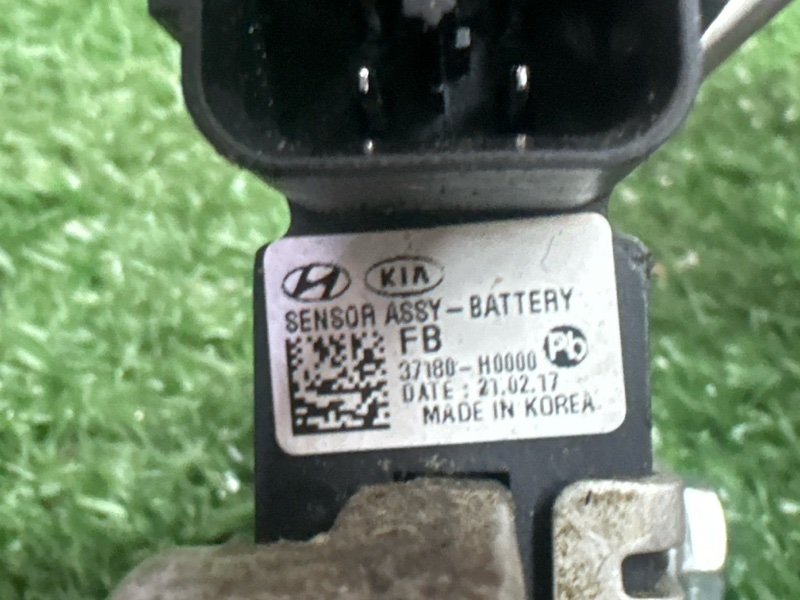 KIA
SENSOR ASSY-BATTERY
FB
Pb
37180-H0000
DATE : 21.02.17
MADE IN KOREA